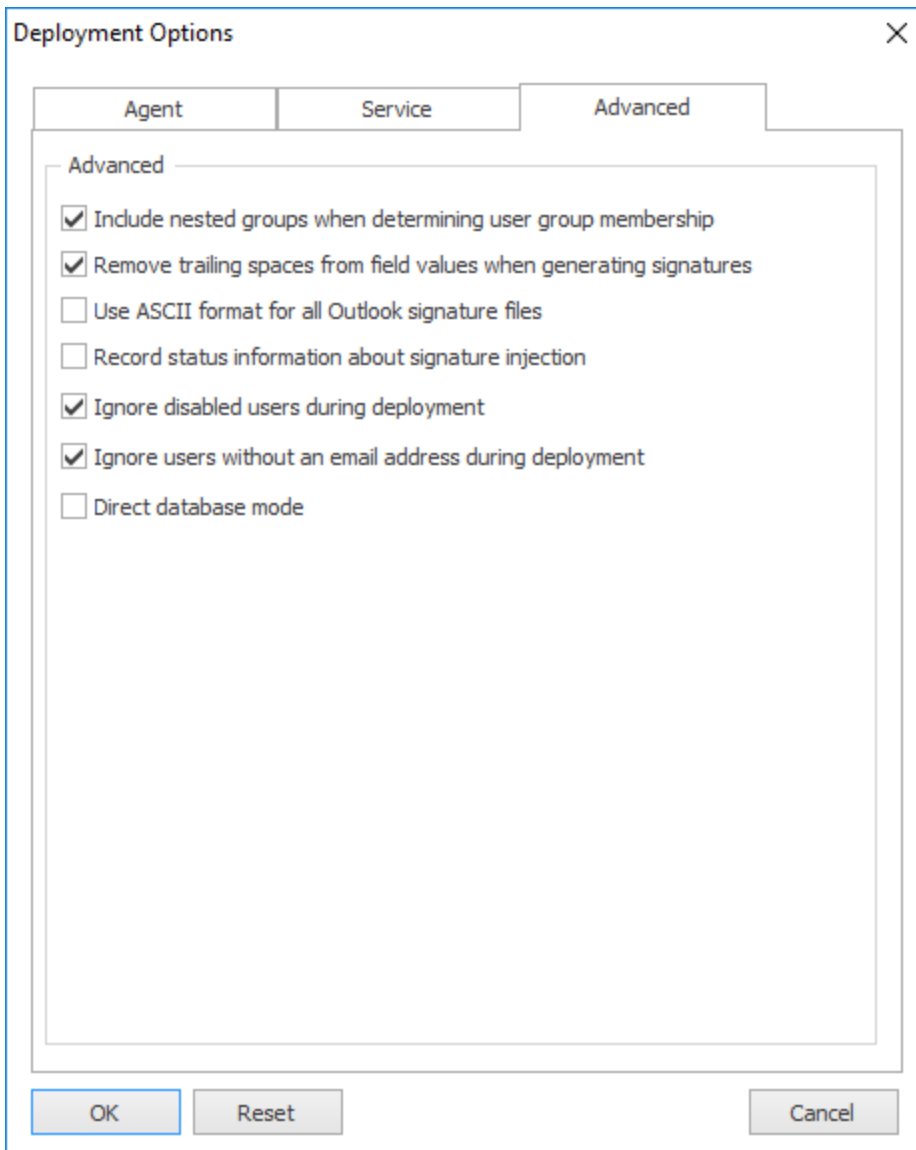 Deployment Options
Agent
Service
Advanced
Advanced
Include nested groups when determining user group membership
Remove trailing spaces from field values when generating signatures
Use ASCII format for all Outlook signature files
Record status information about signature injection
Ignore disabled users during deployment
Ignore users without an email address during deployment
Direct database mode
OK
Reset
Cancel